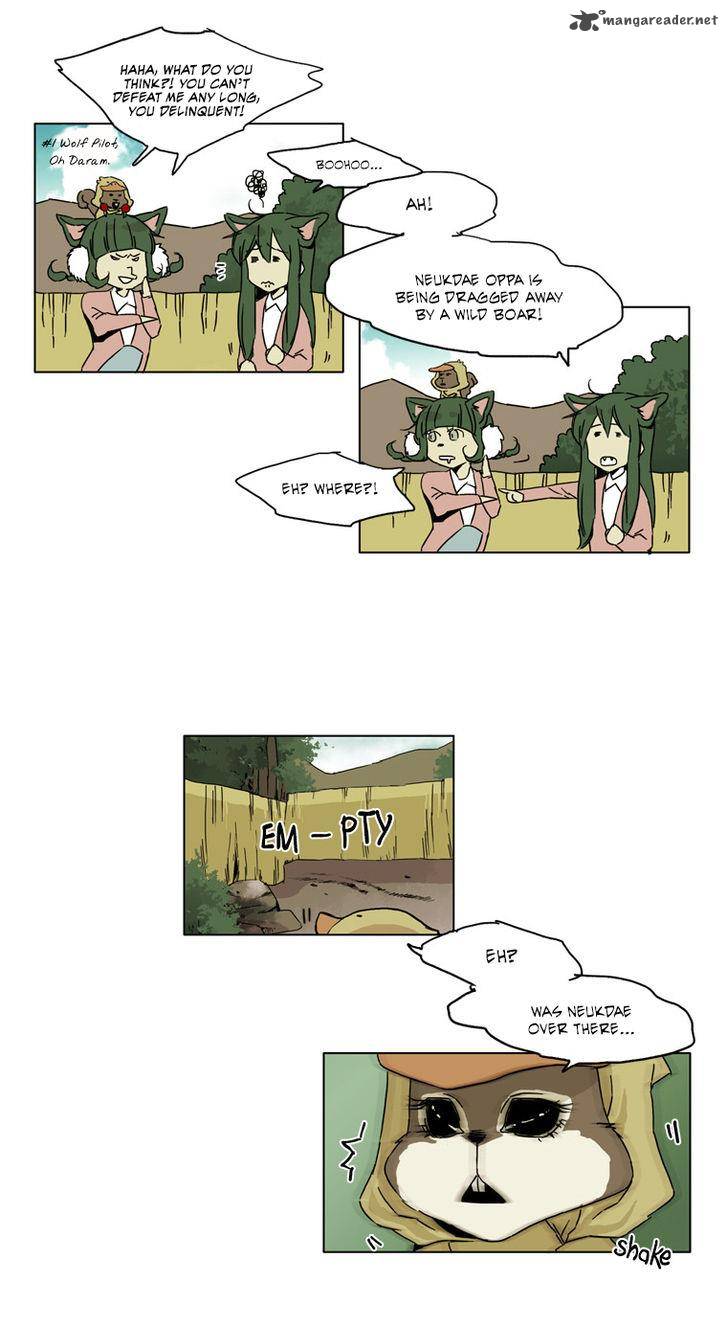 mangareader.net
HAHA, WHAT DO YOU
THINK?! YOU CAN'T
DEFEAT ME ANY LONG,
YOU DELINQUENT!
#1 Wolf Pilot,
Oh Daram.
BOOHOO...
AH!
NEUKDAE OPPA IS
BEING DRAGGED AWAY
BY A WILD BOAR!
EH? WHERE?!
EM - PTY
EH?
WAS NEUKDAE
OVER THERE...
shake